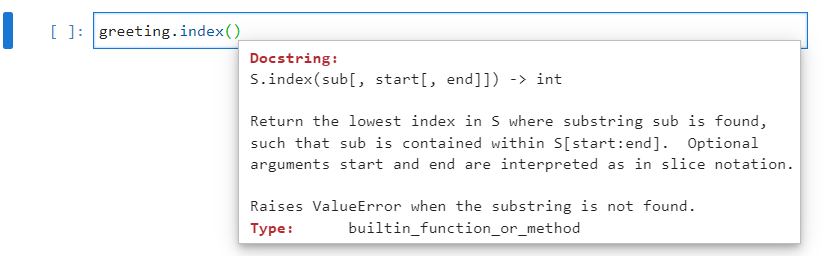 [ ]: greeting.index()
Docstring:
S.index(sub[, start[, end]]) -> int
Return the lowest index in S where substring sub is found,
such that sub is contained within S[start:end].  Optional
arguments start and end are interpreted as in slice notation.
Raises ValueError when the substring is not found.
Type:      builtin_function_or_method